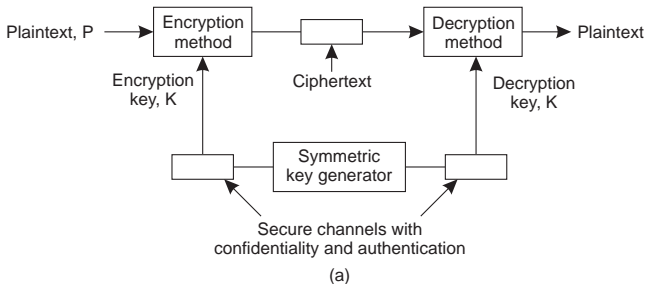 Plaintext, P
Encryption
method
Decryption
method
Plaintext
Encryption
key, K
Ciphertext
Decryption
key, K
Symmetric
key generator
Secure channels with
confidentiality and authentication
(a)